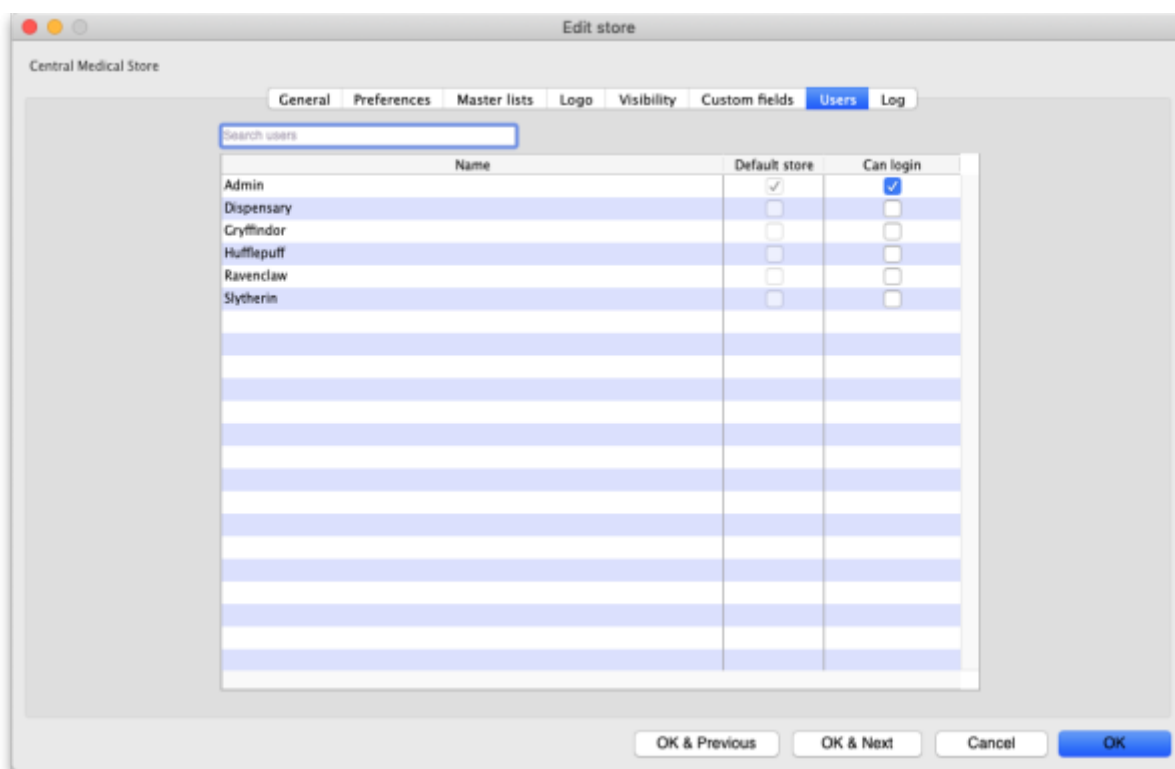 Edit store
Central Medical Store
General Preferences Master lists Logo Visibility Custom fields Users Log
Search users
Name Default store Can login
Admin
Dispensary
Gryffindor
Hufflepuff
Ravenclaw
Slytherin
OK & Previous OK & Next Cancel OK